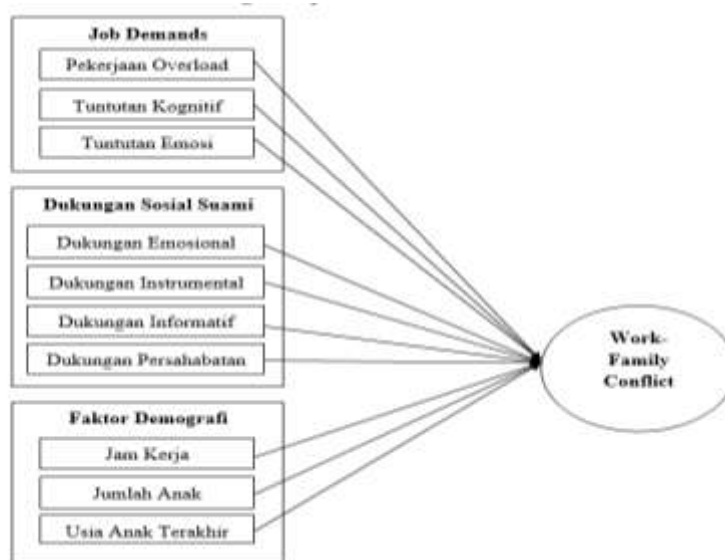 Job Demands
Pekerjaan Overload
Tuntutan Kognitif
Tuntutan Emosi
Dukungan Sosial Suami
Dukungan Emosional
Dukungan Instrumental
Dukungan Informatif
Dukungan Persahabatan
Work-
Family
Conflict
Faktor Demografi
Jam Kerja
Jumlah Anak
Usia Anak Terakhir